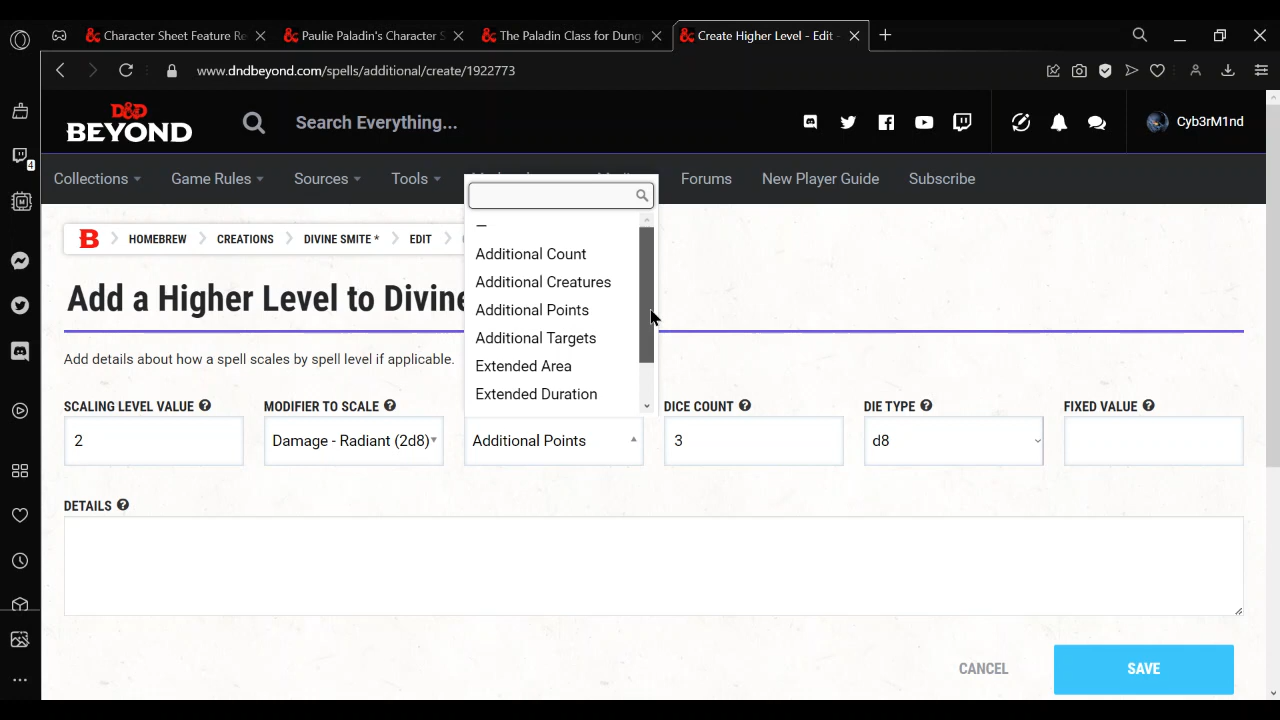 Character Sheet Feature Re
Paulie Paladin's Character S
The Paladin Class for Dung
Create Higher Level - Edit -
www.dndbeyond.com/spells/additional/create/1922773
4
D&D
BEYOND
Search Everything...
Cyb3rM1nd
Collections
Game Rules
Sources
Tools
Forums
New Player Guide
Subscribe
B
HOMEBREW
CREATIONS
DIVINE SMITE *
EDIT
Add a Higher Level to Divine
Add details about how a spell scales by spell level if applicable.
—
Additional Count
Additional Creatures
Additional Points
Additional Targets
Extended Area
Extended Duration
SCALING LEVEL VALUE
MODIFIER TO SCALE
DICE COUNT
DIE TYPE
FIXED VALUE
2
Damage - Radiant (2d8)
Additional Points
3
d8
DETAILS
CANCEL
SAVE